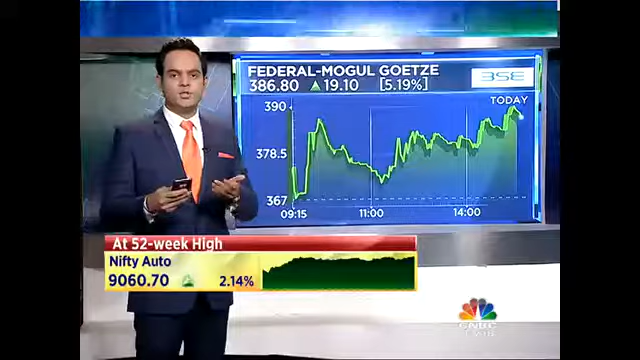 FEDERAL-MOGUL GOETZE
386.80 ▲ 19.10 [5.19%]
BSE
TODAY
390
378.5
367
09:15 11:00 14:00
At 52-week High
Nifty Auto
9060.70 2.14%
CNBC